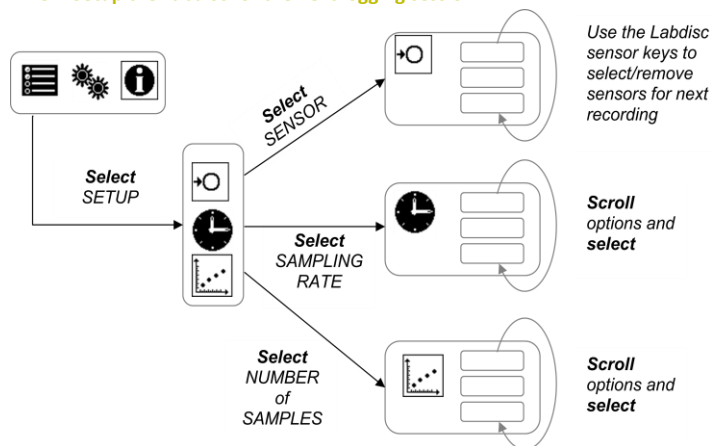 Use the Labdisc
sensor keys to
select/remove
sensors for next
recording
Select
SENSOR
Select
SETUP
Scroll
options and
select
Select
SAMPLING
RATE
Select
NUMBER
of
SAMPLES
Scroll
options and
select